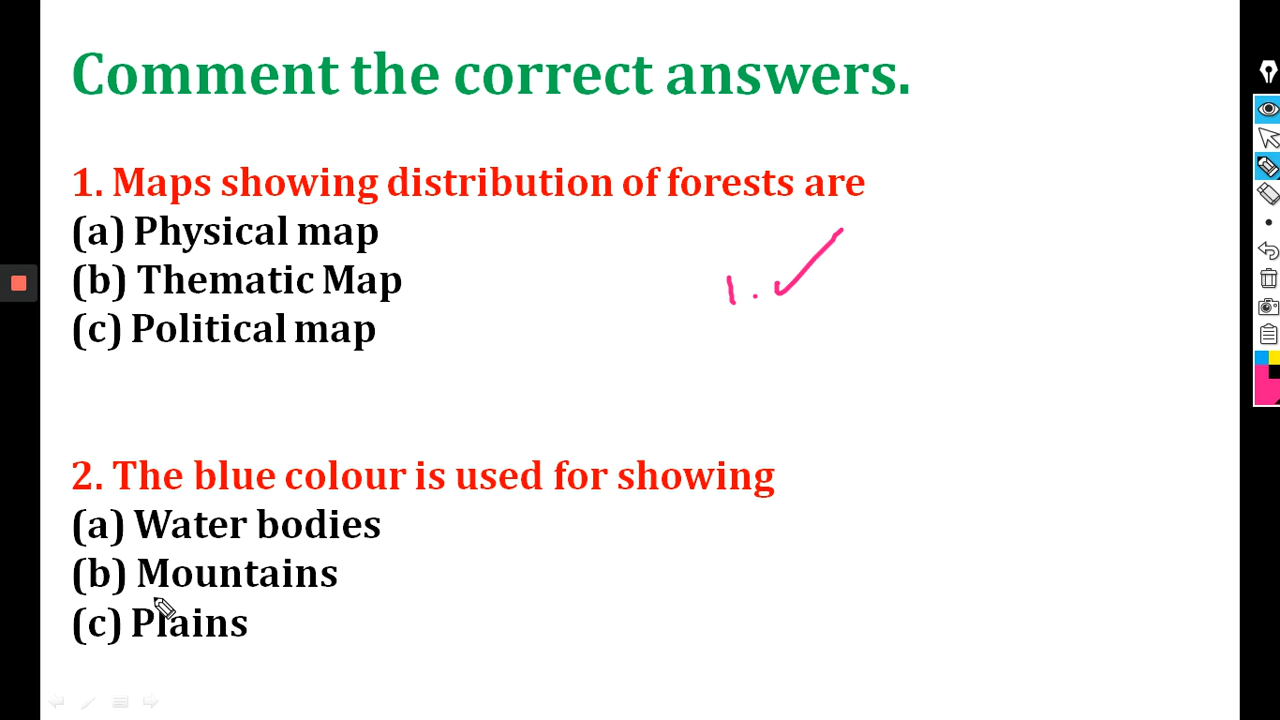 Comment the correct answers.
1. Maps showing distribution of forests are
(a) Physical map
(b) Thematic Map
(c) Political map
1.
2. The blue colour is used for showing
(a) Water bodies
(b) Mountains
(c) Plains